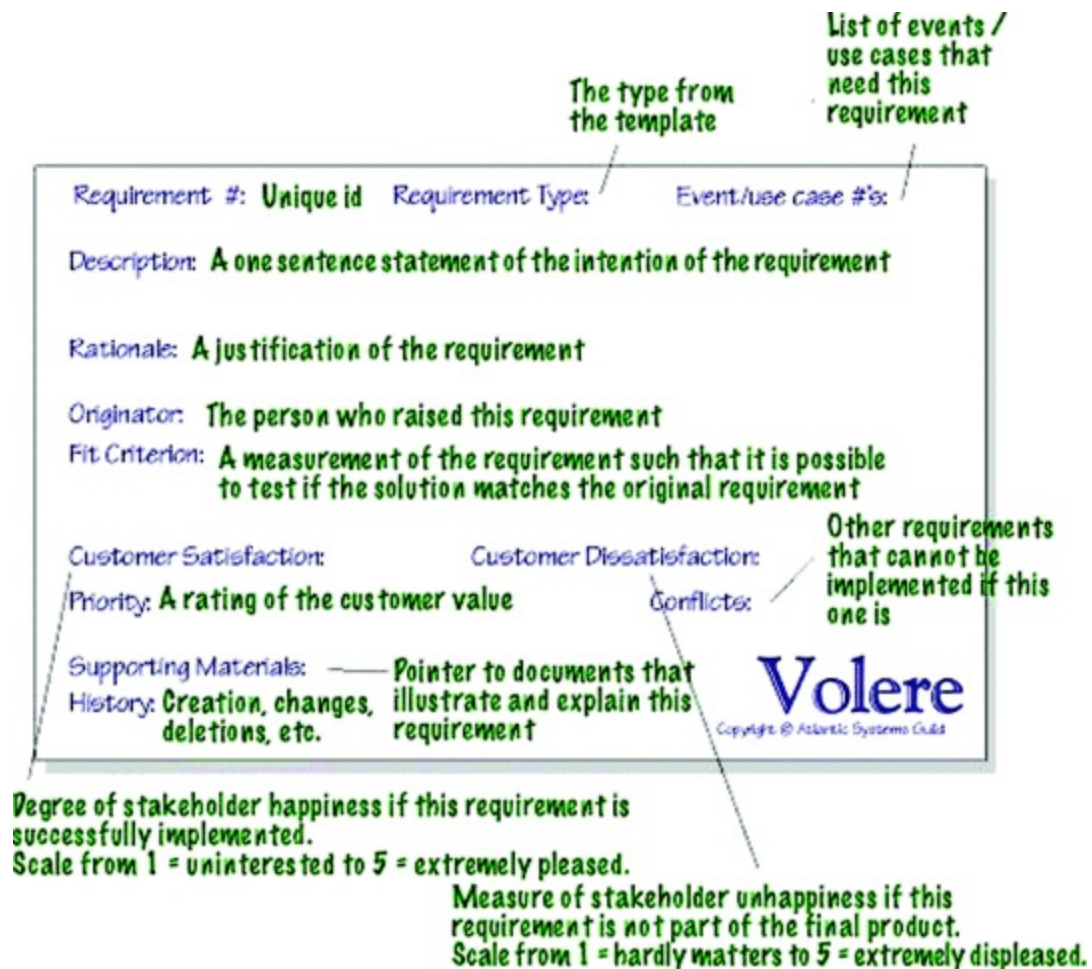 List of events /
use cases that
need this
requirement
The type from
the template
Requirement #: Unique id Requirement Type: Event/use case #'s:
Description: A one sentence statement of the intention of the requirement
Rationale: A justification of the requirement
Originator: The person who raised this requirement
Fit Criterion: A measurement of the requirement such that it is possible
to test if the solution matches the original requirement
Other requirements
that cannot be
implemented if this
one is
Customer Satisfaction: Customer Dissatisfaction:
Priority: A rating of the customer value Conflicts:
Supporting Materials: Pointer to documents that
illustrate and explain this
requirement
History: Creation, changes,
deletions, etc.
Volere
Copyright © Atlantic Systems Guild
Degree of stakeholder happiness if this requirement is
successfully implemented.
Scale from 1 = uninterested to 5 = extremely pleased.
Measure of stakeholder unhappiness if this
requirement is not part of the final product.
Scale from 1 = hardly matters to 5 = extremely displeased.